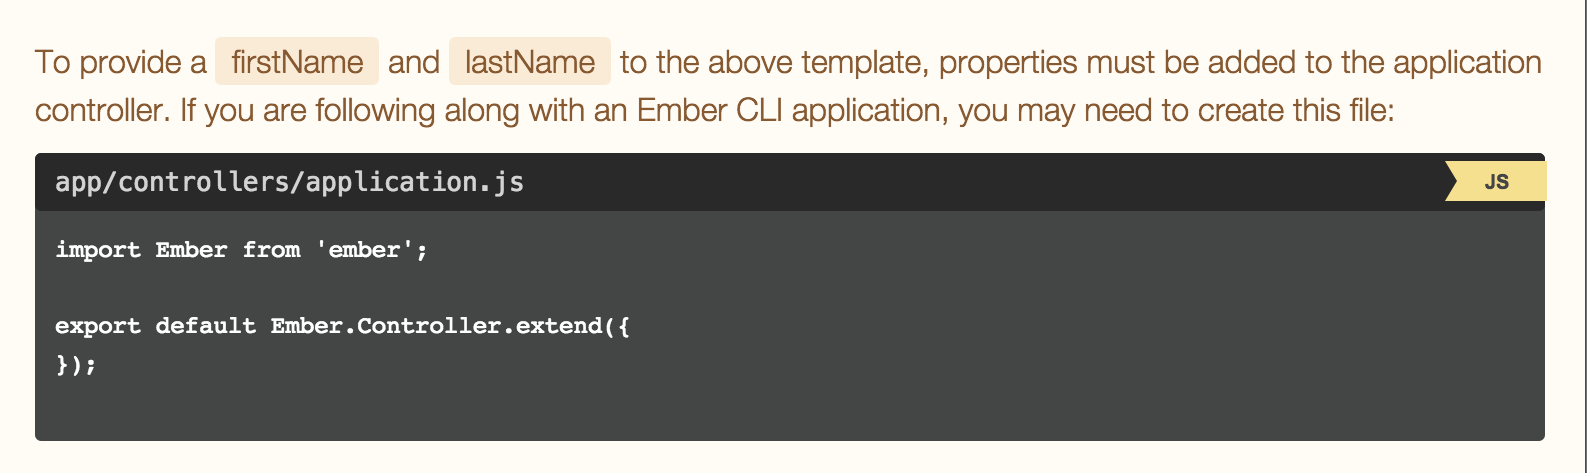 To provide a firstName and lastName to the above template, properties must be added to the application
controller. If you are following along with an Ember CLI application, you may need to create this file:
app/controllers/application.js
JS
import Ember from 'ember';
export default Ember.Controller.extend({
});